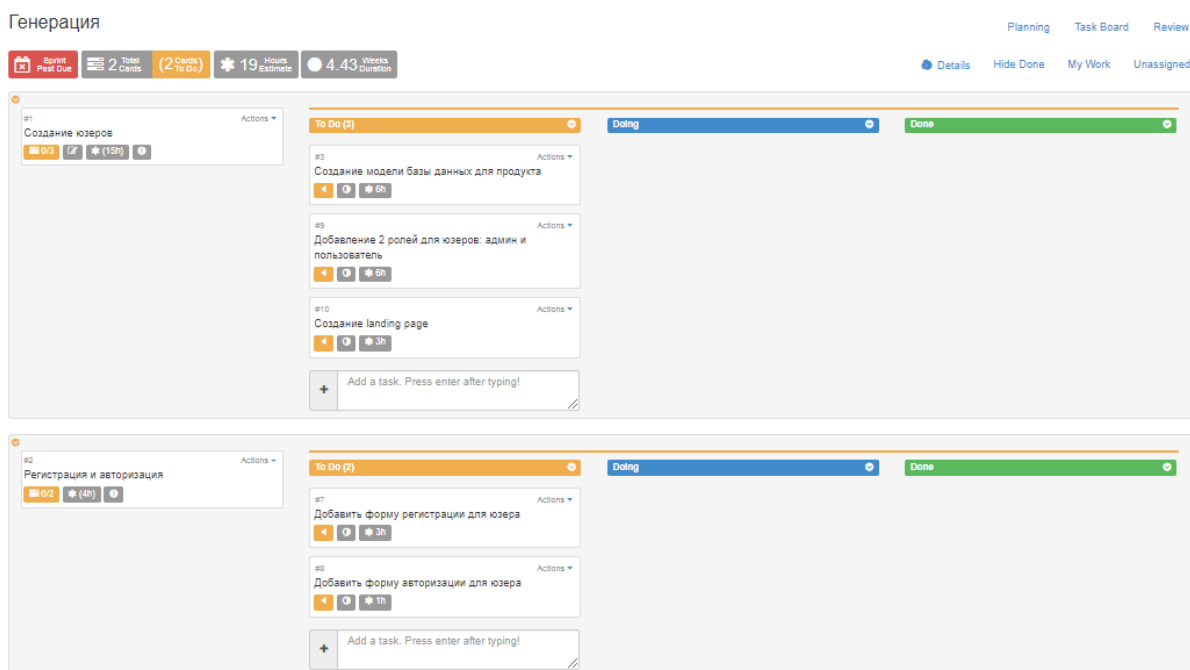 Генерация
Planning Task Board Review
Sprint Past Due 2 Total Cards (2 Cards To Do) 19 Hours Estimate 4.43 Weeks Duration
Details Hide Done My Work Unassigned
#1 Actions
Создание юзеров
0/3 (15h)
To Do (3) Doing Done
#3 Actions
Создание модели базы данных для продукта
6h
#9 Actions
Добавление 2 ролей для юзеров: админ и
пользователь
6h
#10 Actions
Создание landing page
3h
Add a task. Press enter after typing!
#2 Actions
Регистрация и авторизация
0/2 (4h)
To Do (2) Doing Done
#7 Actions
Добавить форму регистрации для юзера
3h
#8 Actions
Добавить форму авторизации для юзера
1h
Add a task. Press enter after typing!